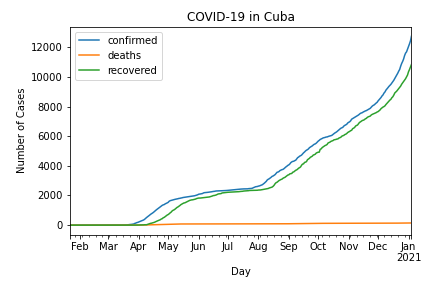 COVID-19 in Cuba
confirmed
deaths
recovered
Number of Cases
12000
10000
8000
6000
4000
2000
0
Feb Mar Apr May Jun Jul Aug Sep Oct Nov Dec Jan
2021
Day